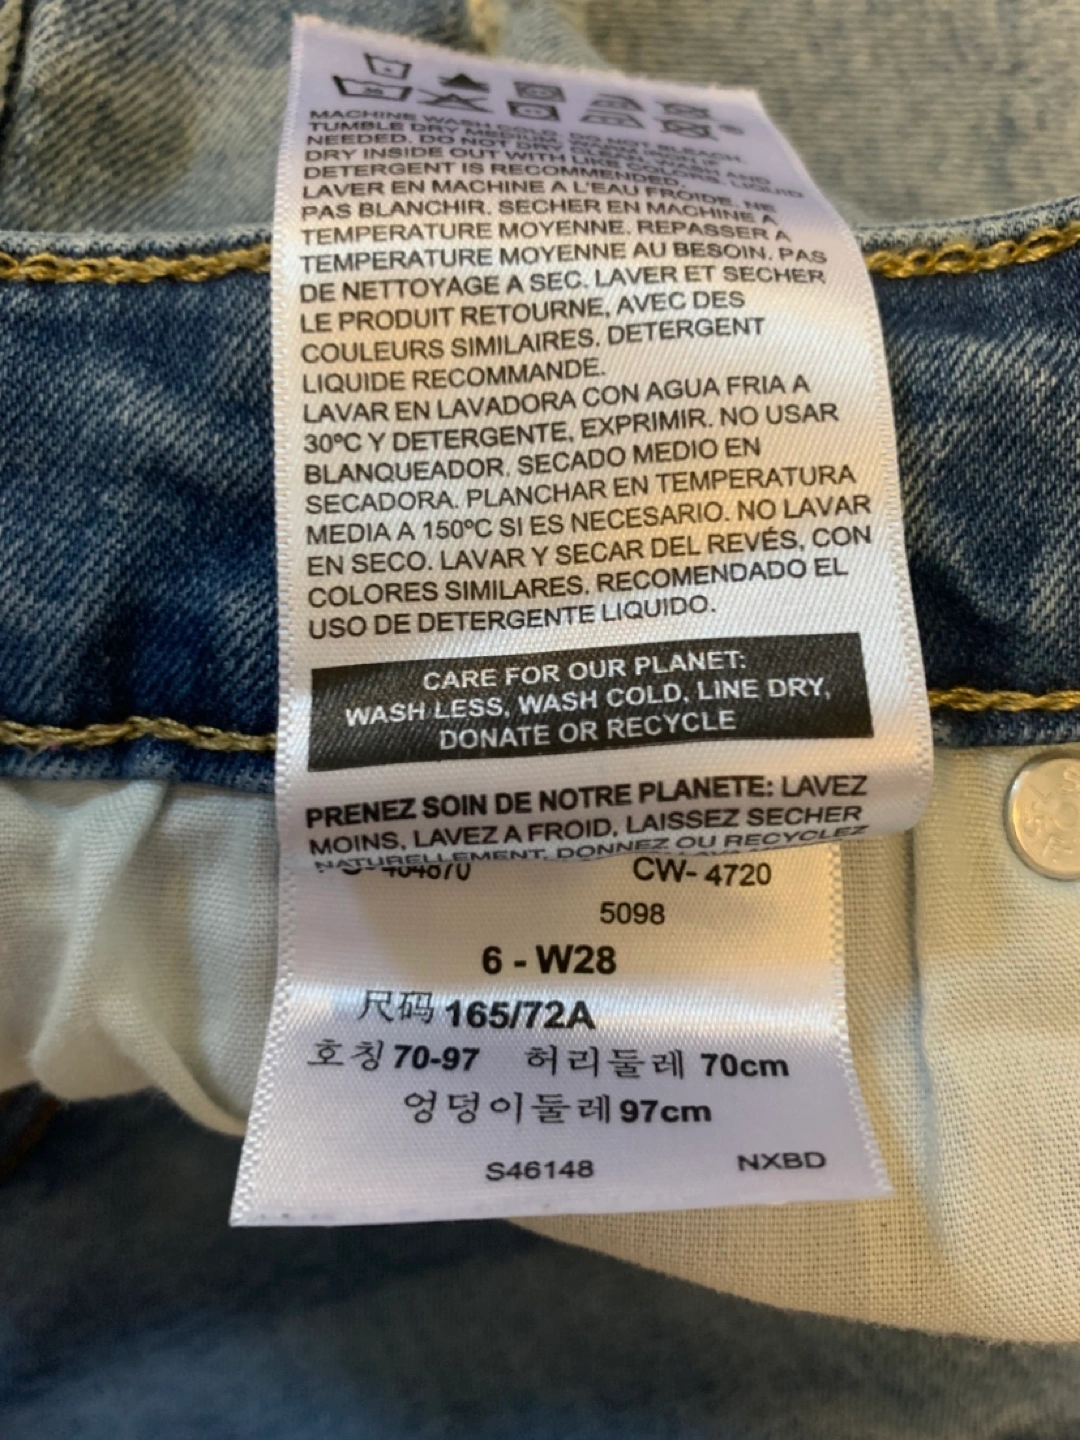 MACHINE WASH COLD. DO NOT BLEACH.
TUMBLE DRY MEDIUM. WARM IRON IF
NEEDED. DO NOT DRY CLEAN. WASH AND
DRY INSIDE OUT WITH LIKE COLORS. LIQUID
DETERGENT IS RECOMMENDED.
LAVER EN MACHINE A L'EAU FROIDE. NE
PAS BLANCHIR. SECHER EN MACHINE A
TEMPERATURE MOYENNE. REPASSER A
TEMPERATURE MOYENNE AU BESOIN. PAS
DE NETTOYAGE A SEC. LAVER ET SECHER
LE PRODUIT RETOURNE, AVEC DES
COULEURS SIMILAIRES. DETERGENT
LIQUIDE RECOMMANDE.
LAVAR EN LAVADORA CON AGUA FRIA A
30ºC Y DETERGENTE, EXPRIMIR. NO USAR
BLANQUEADOR. SECADO MEDIO EN
SECADORA. PLANCHAR EN TEMPERATURA
MEDIA A 150ºC SI ES NECESARIO. NO LAVAR
EN SECO. LAVAR Y SECAR DEL REVÉS, CON
COLORES SIMILARES. RECOMENDADO EL
USO DE DETERGENTE LIQUIDO.
CARE FOR OUR PLANET:
WASH LESS, WASH COLD, LINE DRY,
DONATE OR RECYCLE
PRENEZ SOIN DE NOTRE PLANETE: LAVEZ
MOINS, LAVEZ A FROID, LAISSEZ SECHER
NATURELLEMENT, DONNEZ OU RECYCLEZ
CW- 4720
5098
6 - W28
尺码 165/72A
호칭 70-97 허리둘레 70cm
엉덩이둘레 97cm
S46148 NXBD